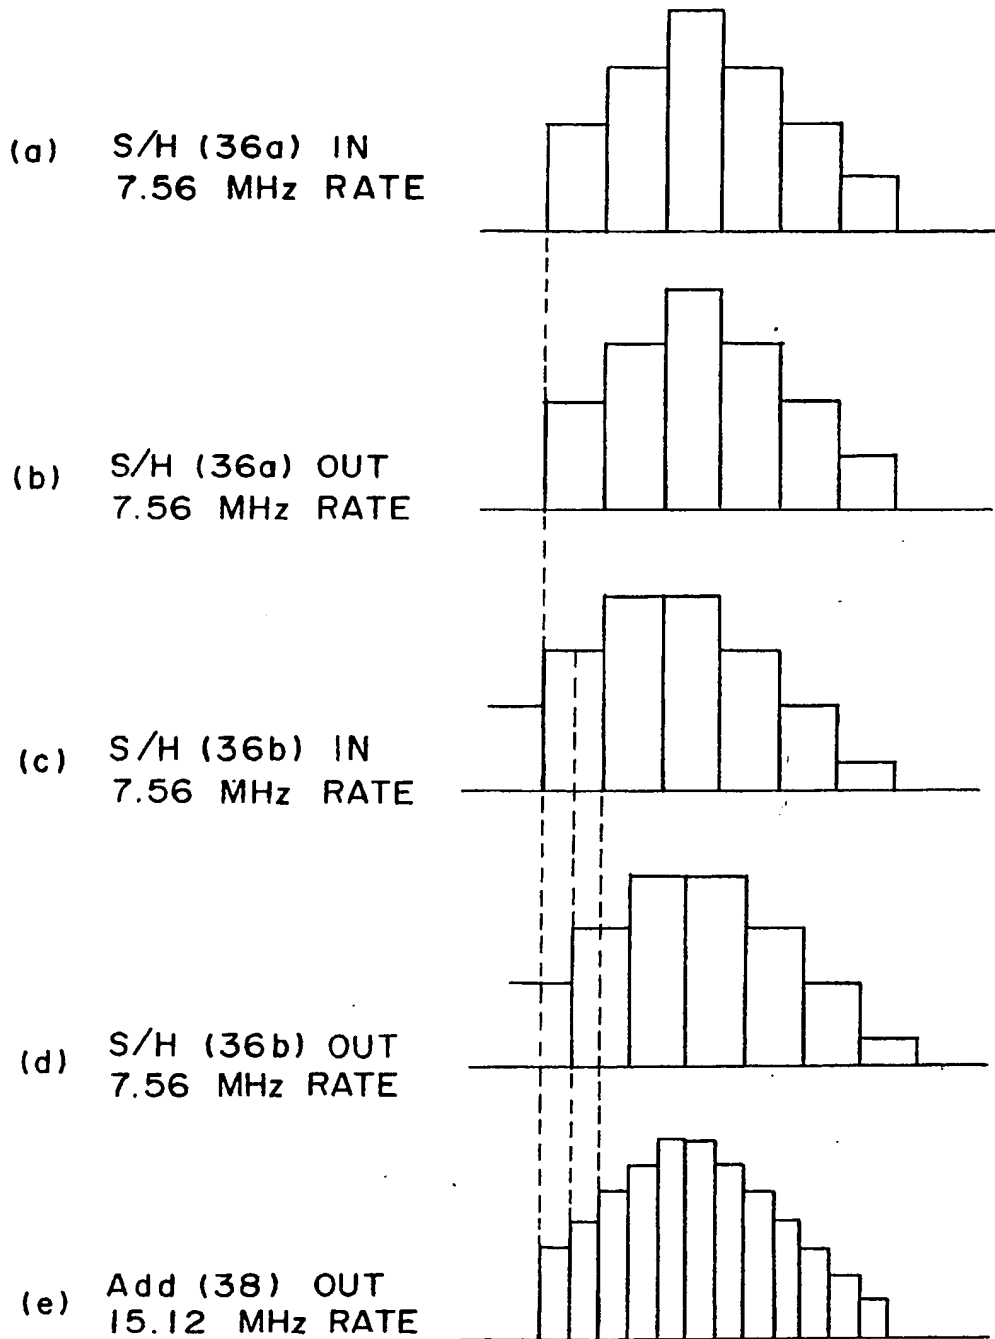 (a) S/H (36a) IN
7.56 MHz RATE
(b) S/H (36a) OUT
7.56 MHz RATE
(c) S/H (36b) IN
7.56 MHz RATE
(d) S/H (36b) OUT
7.56 MHz RATE
(e) Add (38) OUT
15.12 MHz RATE